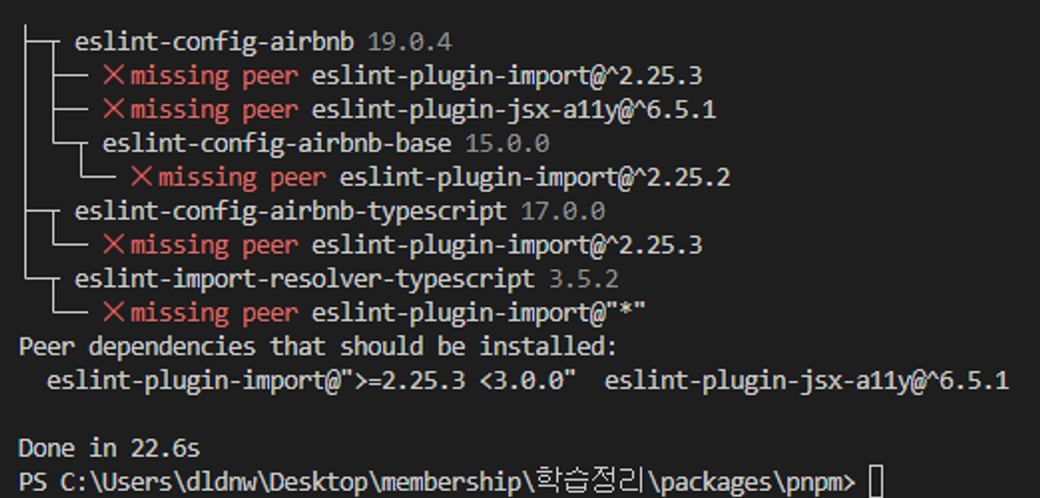 eslint-config-airbnb 19.0.4
✕ missing peer eslint-plugin-import@^2.25.3
✕ missing peer eslint-plugin-jsx-a11y@^6.5.1
eslint-config-airbnb-base 15.0.0
✕ missing peer eslint-plugin-import@^2.25.2
eslint-config-airbnb-typescript 17.0.0
✕ missing peer eslint-plugin-import@^2.25.3
eslint-import-resolver-typescript 3.5.2
✕ missing peer eslint-plugin-import@"*"
Peer dependencies that should be installed:
eslint-plugin-import@">=2.25.3 <3.0.0"  eslint-plugin-jsx-a11y@^6.5.1
Done in 22.6s
PS C:\Users\dldnw\Desktop\membership\학습정리\packages\pnpm>